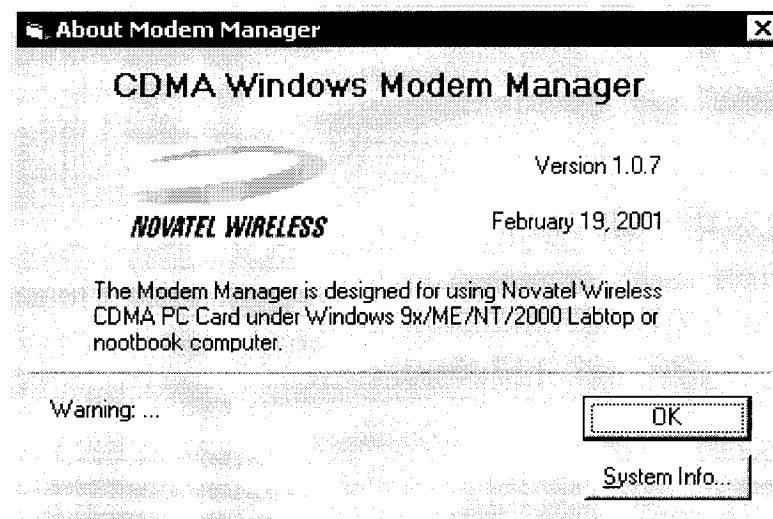 About Modem Manager
CDMA Windows Modem Manager
Version 1.0.7
NOVATEL WIRELESS
February 19, 2001
The Modem Manager is designed for using Novatel Wireless
CDMA PC Card under Windows 9x/ME/NT/2000 Labtop or
nootbook computer.
Warning: ...
OK
System Info...